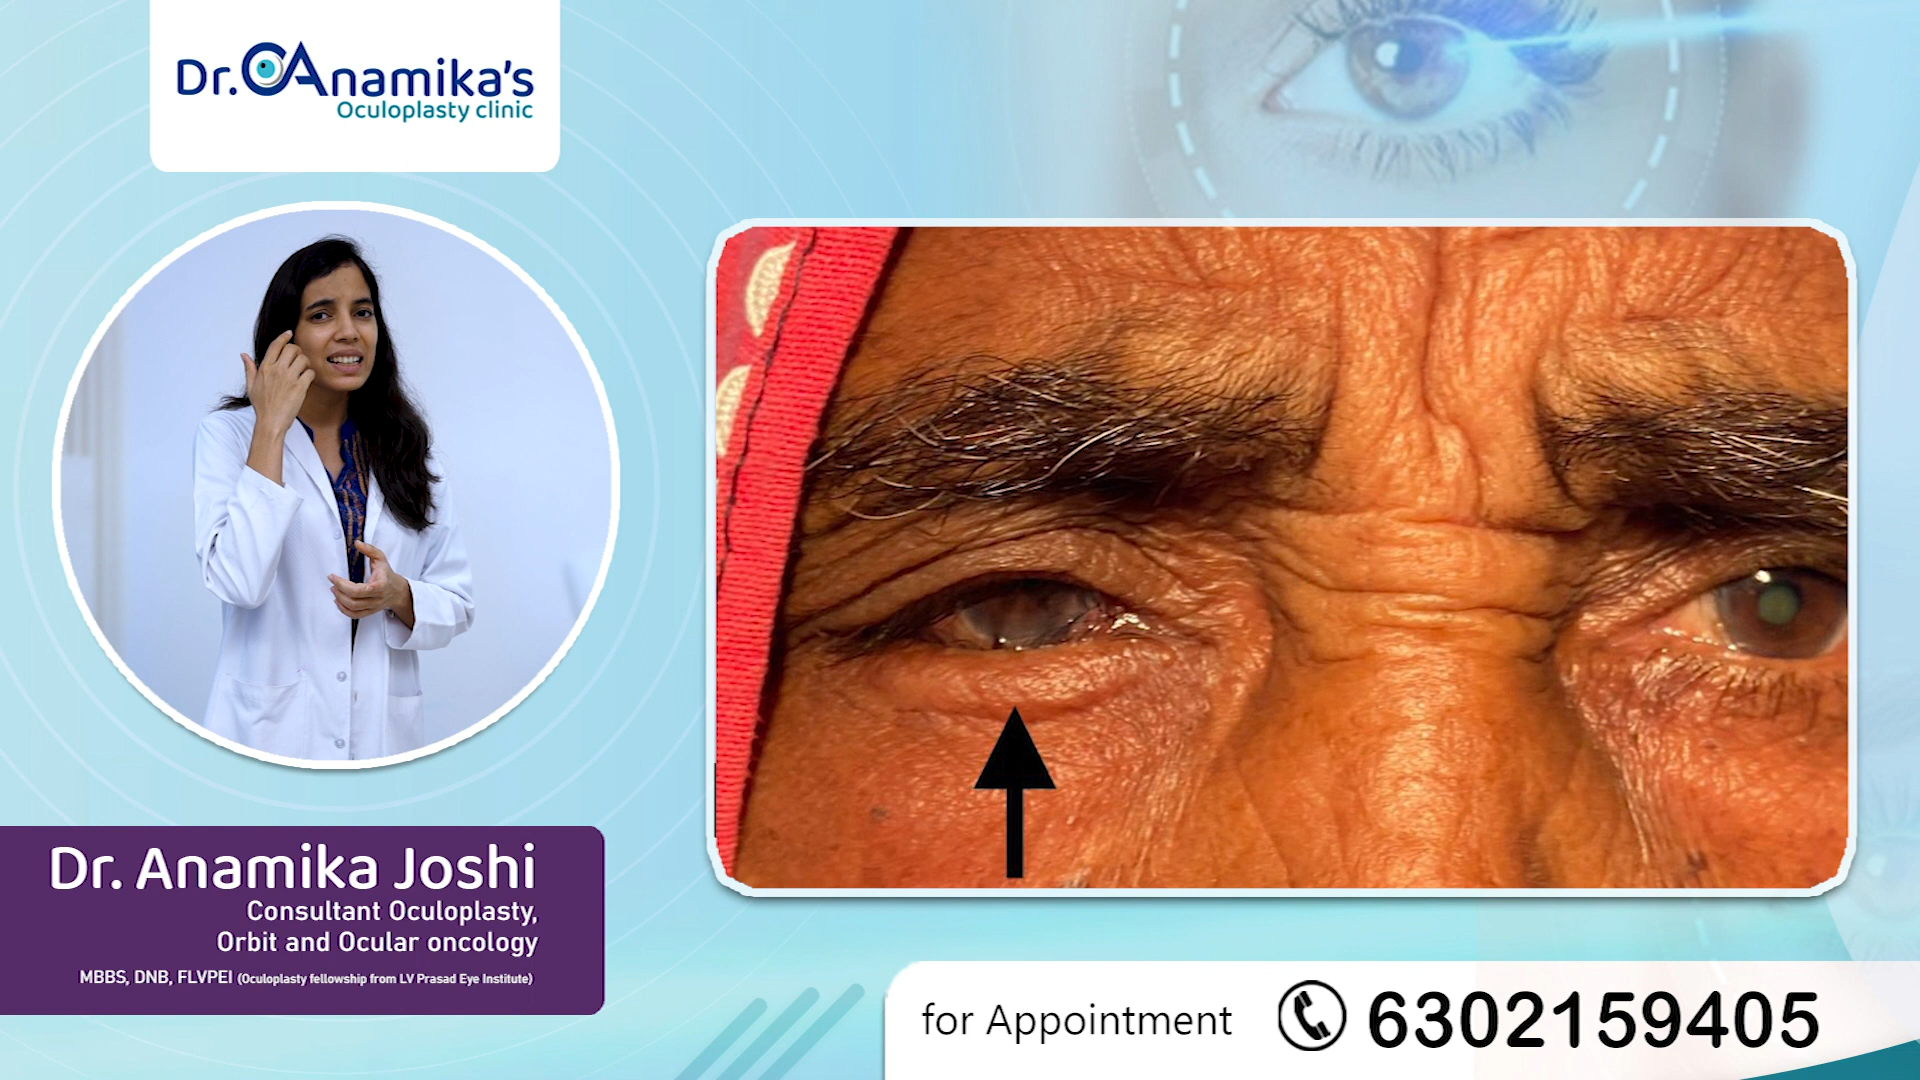 Dr. Anamika's
Oculoplasty clinic
Dr. Anamika Joshi
Consultant Oculoplasty,
Orbit and Ocular oncology
MBBS, DNB, FLVPEI (Oculoplasty fellowship from LV Prasad Eye Institute)
for Appointment 6302159405